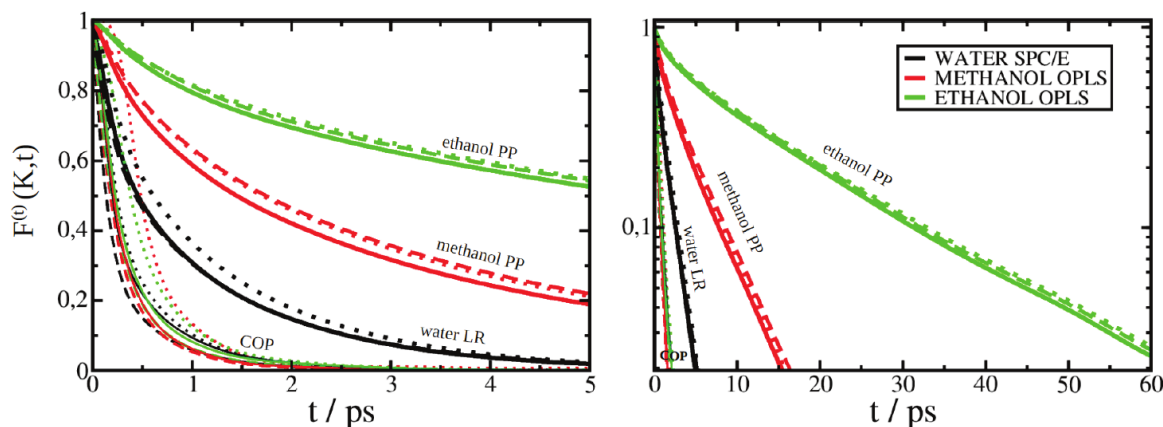 1
0,8
0,6
0,4
0,2
0
F⁽ᵗ⁾(K,t)
ethanol PP
methanol PP
water LR
COP
0 1 2 3 4 5
t / ps
WATER SPC/E
METHANOL OPLS
ETHANOL OPLS
1
0,1
ethanol PP
methanol PP
water LR
COP
0 10 20 30 40 50 60
t / ps